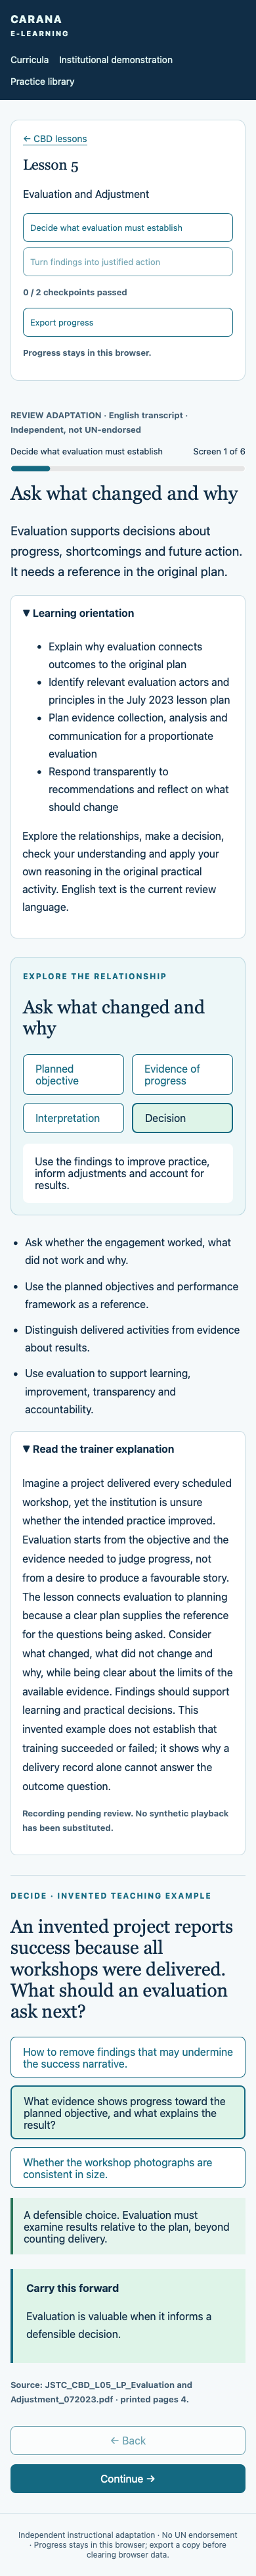 CARANA
E-LEARNING
Curricula Institutional demonstration
Practice library
← CBD lessons
Lesson 5
Evaluation and Adjustment
Decide what evaluation must establish
Turn findings into justified action
0 / 2 checkpoints passed
Export progress
Progress stays in this browser.
REVIEW ADAPTATION · English transcript ·
Independent, not UN-endorsed
Decide what evaluation must establish Screen 1 of 6
Ask what changed and why
Evaluation supports decisions about
progress, shortcomings and future action.
It needs a reference in the original plan.
▼ Learning orientation
• Explain why evaluation connects
outcomes to the original plan
• Identify relevant evaluation actors and
principles in the July 2023 lesson plan
• Plan evidence collection, analysis and
communication for a proportionate
evaluation
• Respond transparently to
recommendations and reflect on what
should change
Explore the relationships, make a decision,
check your understanding and apply your
own reasoning in the original practical
activity. English text is the current review
language.
EXPLORE THE RELATIONSHIP
Ask what changed and
why
Planned
objective
Evidence of
progress
Interpretation
Decision
Use the findings to improve practice,
inform adjustments and account for
results.
• Ask whether the engagement worked, what
did not work and why.
• Use the planned objectives and performance
framework as a reference.
• Distinguish delivered activities from evidence
about results.
• Use evaluation to support learning,
improvement, transparency and
accountability.
▼ Read the trainer explanation
Imagine a project delivered every scheduled
workshop, yet the institution is unsure
whether the intended practice improved.
Evaluation starts from the objective and the
evidence needed to judge progress, not
from a desire to produce a favourable story.
The lesson connects evaluation to planning
because a clear plan supplies the reference
for the questions being asked. Consider
what changed, what did not change and
why, while being clear about the limits of the
available evidence. Findings should support
learning and practical decisions. This
invented example does not establish that
training succeeded or failed; it shows why a
delivery record alone cannot answer the
outcome question.
Recording pending review. No synthetic playback
has been substituted.
DECIDE · INVENTED TEACHING EXAMPLE
An invented project reports
success because all
workshops were delivered.
What should an evaluation
ask next?
How to remove findings that may undermine
the success narrative.
What evidence shows progress toward the
planned objective, and what explains the
result?
Whether the workshop photographs are
consistent in size.
A defensible choice. Evaluation must
examine results relative to the plan, beyond
counting delivery.
Carry this forward
Evaluation is valuable when it informs a
defensible decision.
Source: JSTC_CBD_L05_LP_Evaluation and
Adjustment_072023.pdf · printed pages 4.
← Back
Continue →
Independent instructional adaptation · No UN endorsement
· Progress stays in this browser; export a copy before
clearing browser data.